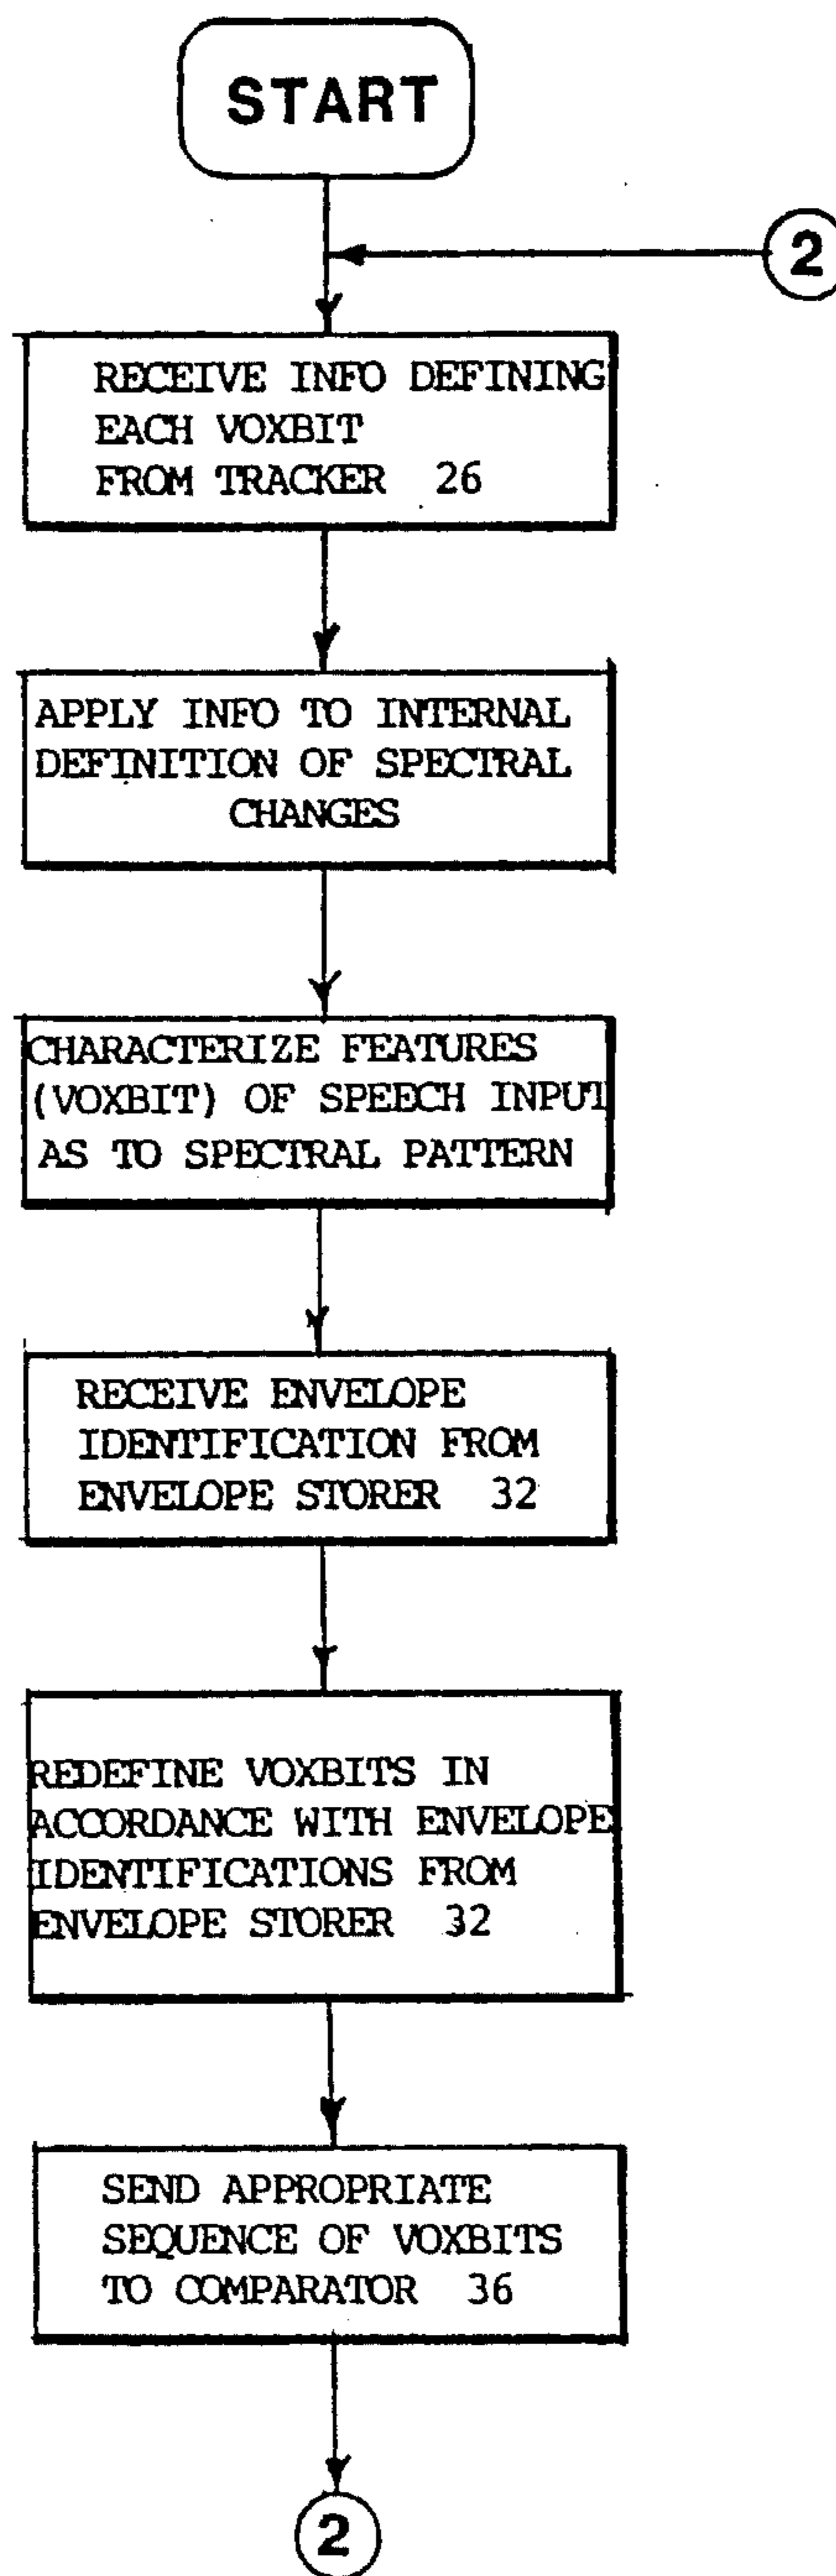 START
2
RECEIVE INFO DEFINING
EACH VOXBIT
FROM TRACKER 26
APPLY INFO TO INTERNAL
DEFINITION OF SPECTRAL
CHANGES
CHARACTERIZE FEATURES
(VOXBIT) OF SPEECH INPUT
AS TO SPECTRAL PATTERN
RECEIVE ENVELOPE
IDENTIFICATION FROM
ENVELOPE STORER 32
REDEFINE VOXBITS IN
ACCORDANCE WITH ENVELOPE
IDENTIFICATIONS FROM
ENVELOPE STORER 32
SEND APPROPRIATE
SEQUENCE OF VOXBITS
TO COMPARATOR 36
2